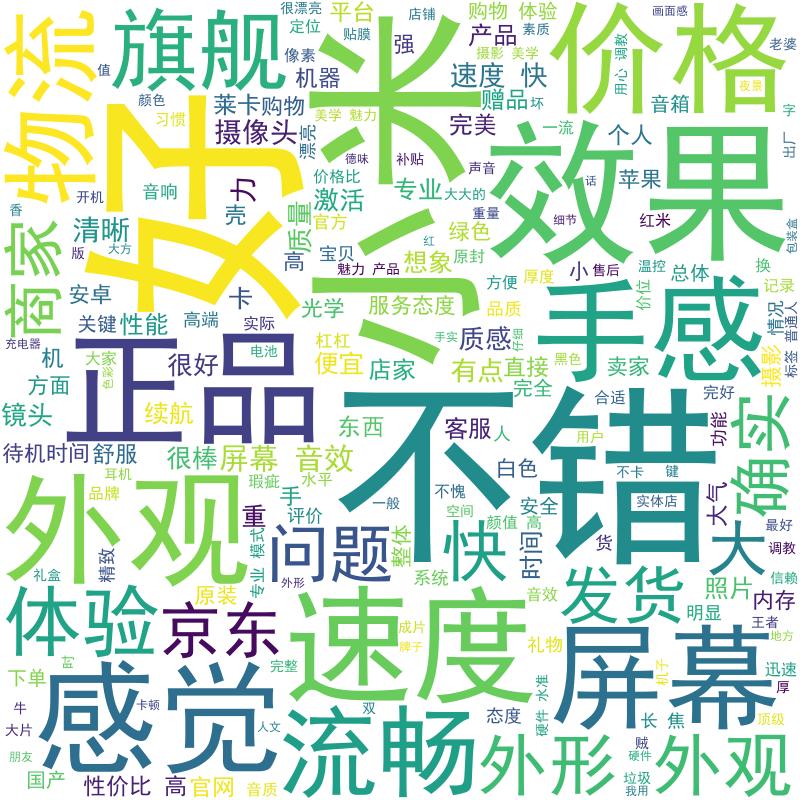 很漂亮
平台
店铺
购物 体验
画面感
物流
旗舰
定位
贴膜
强
产品
素质
价格
老婆
像素
米
摄影 美学
用心 调教
值
机器
速度 快
夜景
颜色
莱卡购物
美学 魅力
赠品
坏
音箱
字
好
习惯
摄像头
漂亮
完美
一流
个人
出厂
德味
补贴
声音
效果
音响
力
价格比
专业
大大的
苹果
话
开机
壳
激活
重量
细节
红米
香
质量
官方
小
红
绿色
包装盒
商家
清晰
大方
版
高
宝贝
想象
原封
魅力 产品
方便
小
售后
温控
总体
换
厚度
安卓
卡
光学
服务态度
品质
手感
价位
记录
关键
性能
高端
实际
手实
仔细
情况
普通人
充电器
正品
杠杠
质感
机
大家
很好
电池
便宜
店家
有点
直接
黑色
卖家
摄影
标签
方面
色彩
完全
镜头
续航
不错
合适
完好
确实
东西
客服
人
功能
待机时间
舒服
用户
很棒
屏幕
音效
白色
不卡
键
外观
耳机
瑕疵
水平
手
品牌
一般
不愧
安全
实体店
大气
最好
重
评价
空间
颜值
高
货
调教
精致
专业 模式
问题
整体
快
时间
大
礼盒
外形
系统
信赖
体验
原装
音效
发货
照片
内存
明显
京东
速度
成片
礼物
王者
牌子
屏幕
地方
下单
感觉
完整
机子
迅速
厚
牛
卡顿
双
态度
水准
硬件
长
焦
顶级
大片
人文
流畅
外形
贼
外观
朋友
硬件
国产
性价比
高
官网
音质
垃圾
我用